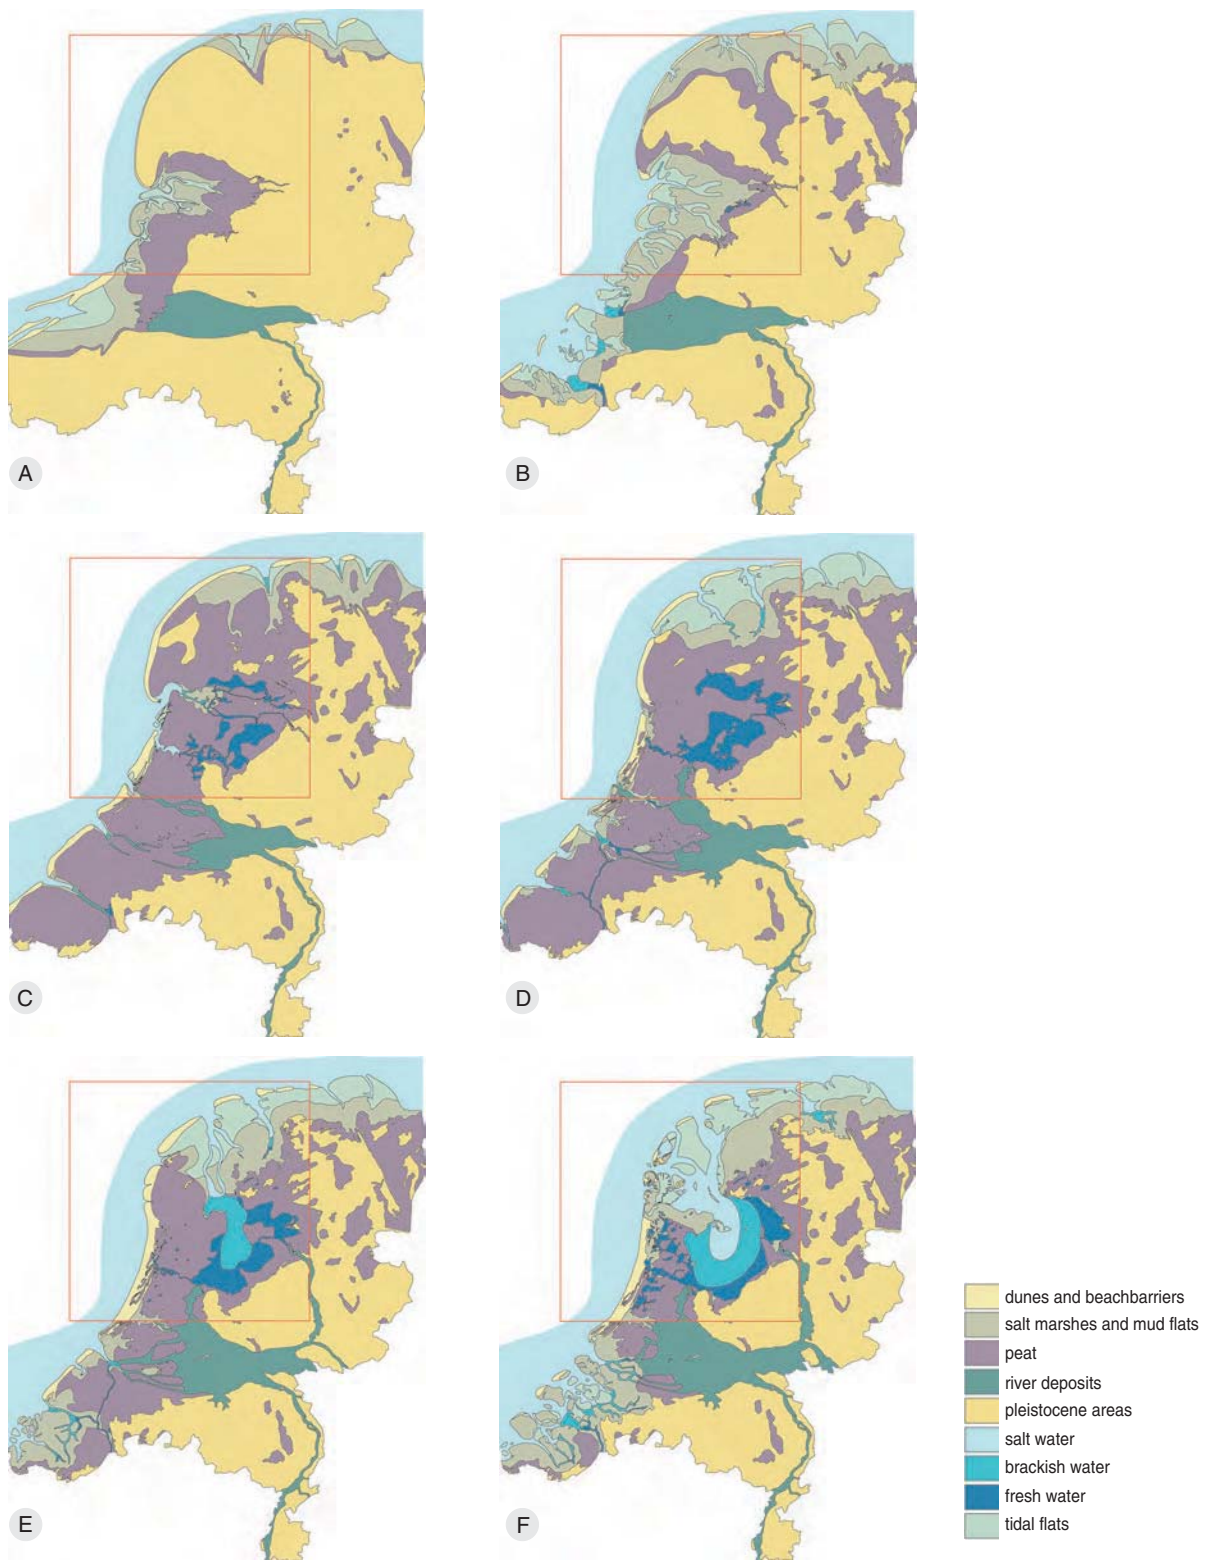 A
B
C
D
E
F
dunes and beachbarriers
salt marshes and mud flats
peat
river deposits
pleistocene areas
salt water
brackish water
fresh water
tidal flats